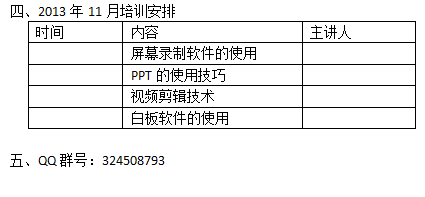 四、2013 年 11 月培训安排
时间 内容 主讲人
屏幕录制软件的使用
PPT 的使用技巧
视频剪辑技术
白板软件的使用
五、QQ 群号：324508793